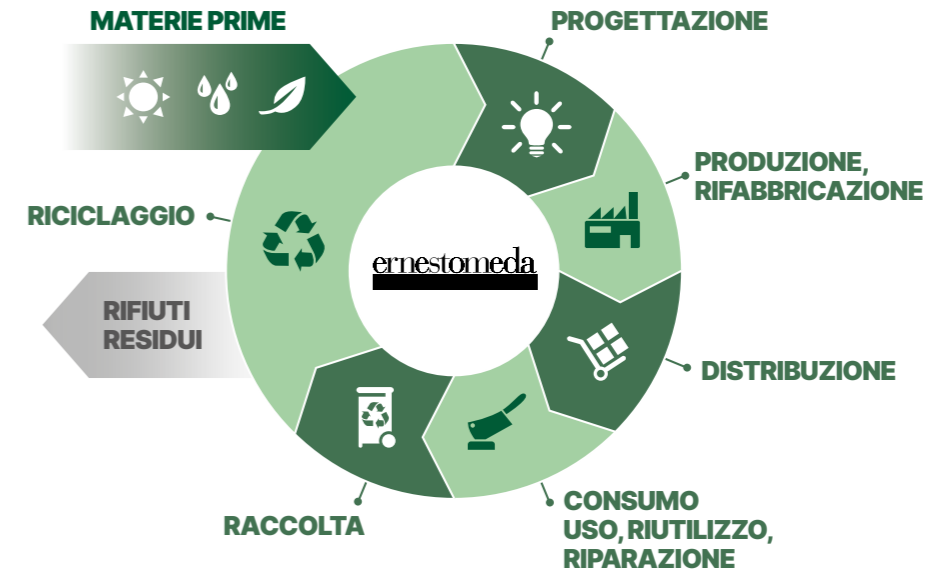 MATERIE PRIME
PROGETTAZIONE
PRODUZIONE,
RIFABBRICAZIONE
RICICLAGGIO
ernestomeda
RIFIUTI
RESIDUI
DISTRIBUZIONE
CONSUMO
USO, RIUTILIZZO,
RIPARAZIONE
RACCOLTA